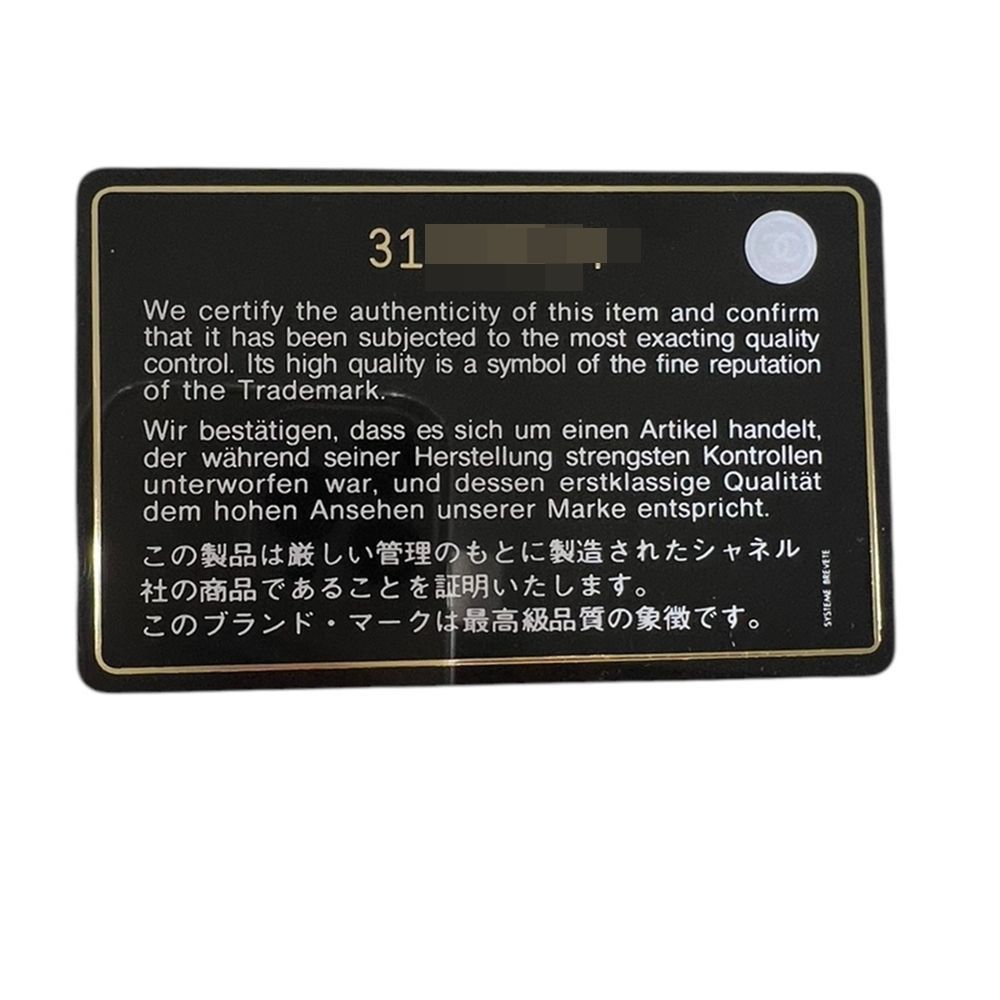 31
We certify the authenticity of this item and confirm
that it has been subjected to the most exacting quality
control. Its high quality is a symbol of the fine reputation
of the Trademark.
Wir bestätigen, dass es sich um einen Artikel handelt,
der während seiner Herstellung strengsten Kontrollen
unterworfen war, und dessen erstklassige Qualität
dem hohen Ansehen unserer Marke entspricht.
この製品は厳しい管理のもとに製造されたシャネル
社の商品であることを証明いたします。
このブランド・マークは最高級品質の象徴です。
SYSTEME BREVETE